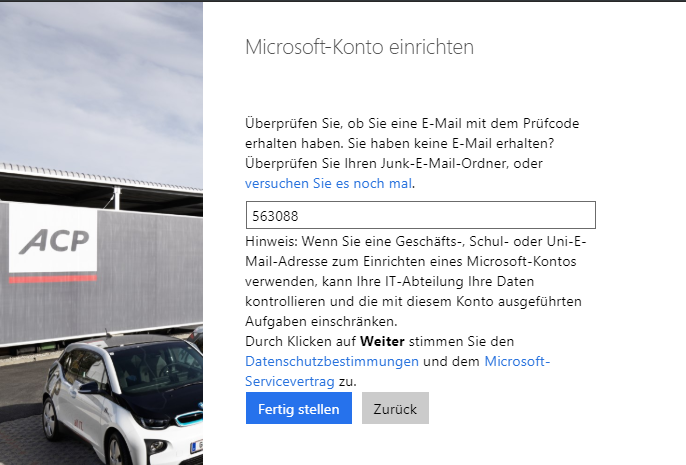 Microsoft-Konto einrichten
Überprüfen Sie, ob Sie eine E-Mail mit dem Prüfcode
erhalten haben. Sie haben keine E-Mail erhalten?
Überprüfen Sie Ihren Junk-E-Mail-Ordner, oder
versuchen Sie es noch mal.
563088
Hinweis: Wenn Sie eine Geschäfts-, Schul- oder Uni-E-
Mail-Adresse zum Einrichten eines Microsoft-Kontos
verwenden, kann Ihre IT-Abteilung Ihre Daten
kontrollieren und die mit diesem Konto ausgeführten
Aufgaben einschränken.
Durch Klicken auf Weiter stimmen Sie den
Datenschutzbestimmungen und dem Microsoft-
Servicevertrag zu.
Fertig stellen
Zurück
ACP